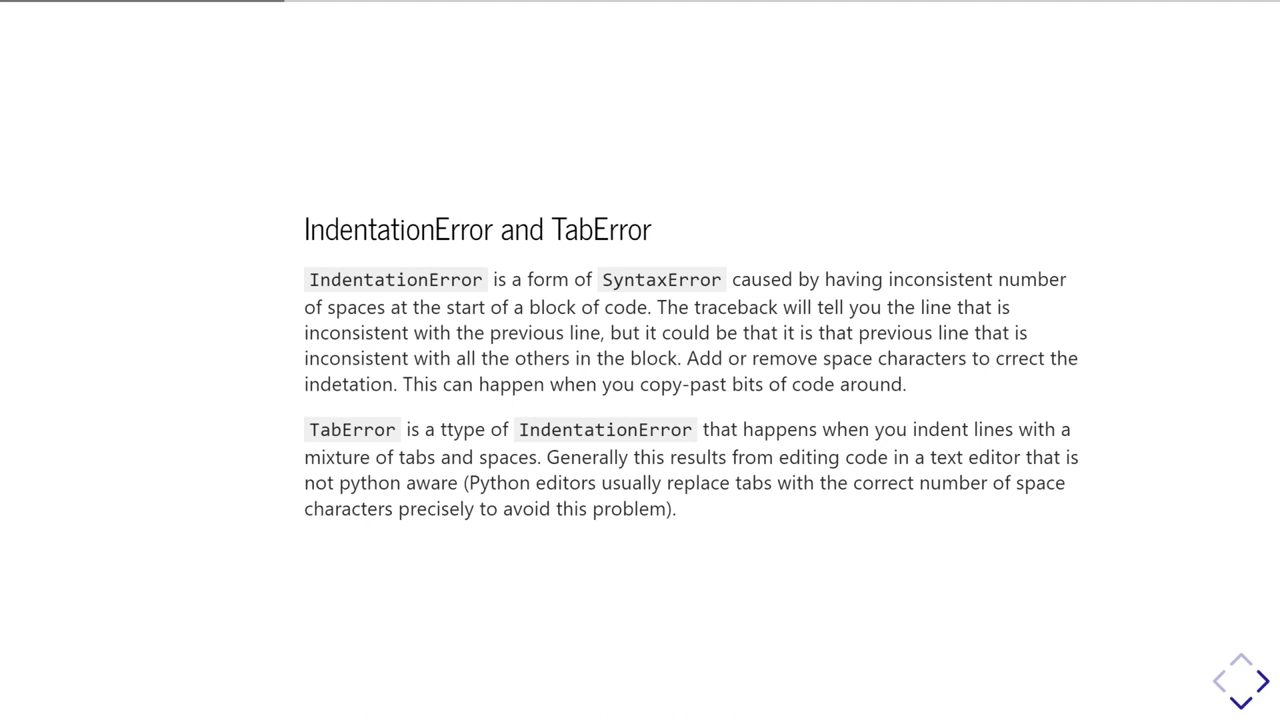 IndentationError and TabError
IndentationError is a form of SyntaxError caused by having inconsistent number
of spaces at the start of a block of code. The traceback will tell you the line that is
inconsistent with the previous line, but it could be that it is that previous line that is
inconsistent with all the others in the block. Add or remove space characters to crrect the
indetation. This can happen when you copy-past bits of code around.
TabError is a ttype of IndentationError that happens when you indent lines with a
mixture of tabs and spaces. Generally this results from editing code in a text editor that is
not python aware (Python editors usually replace tabs with the correct number of space
characters precisely to avoid this problem).